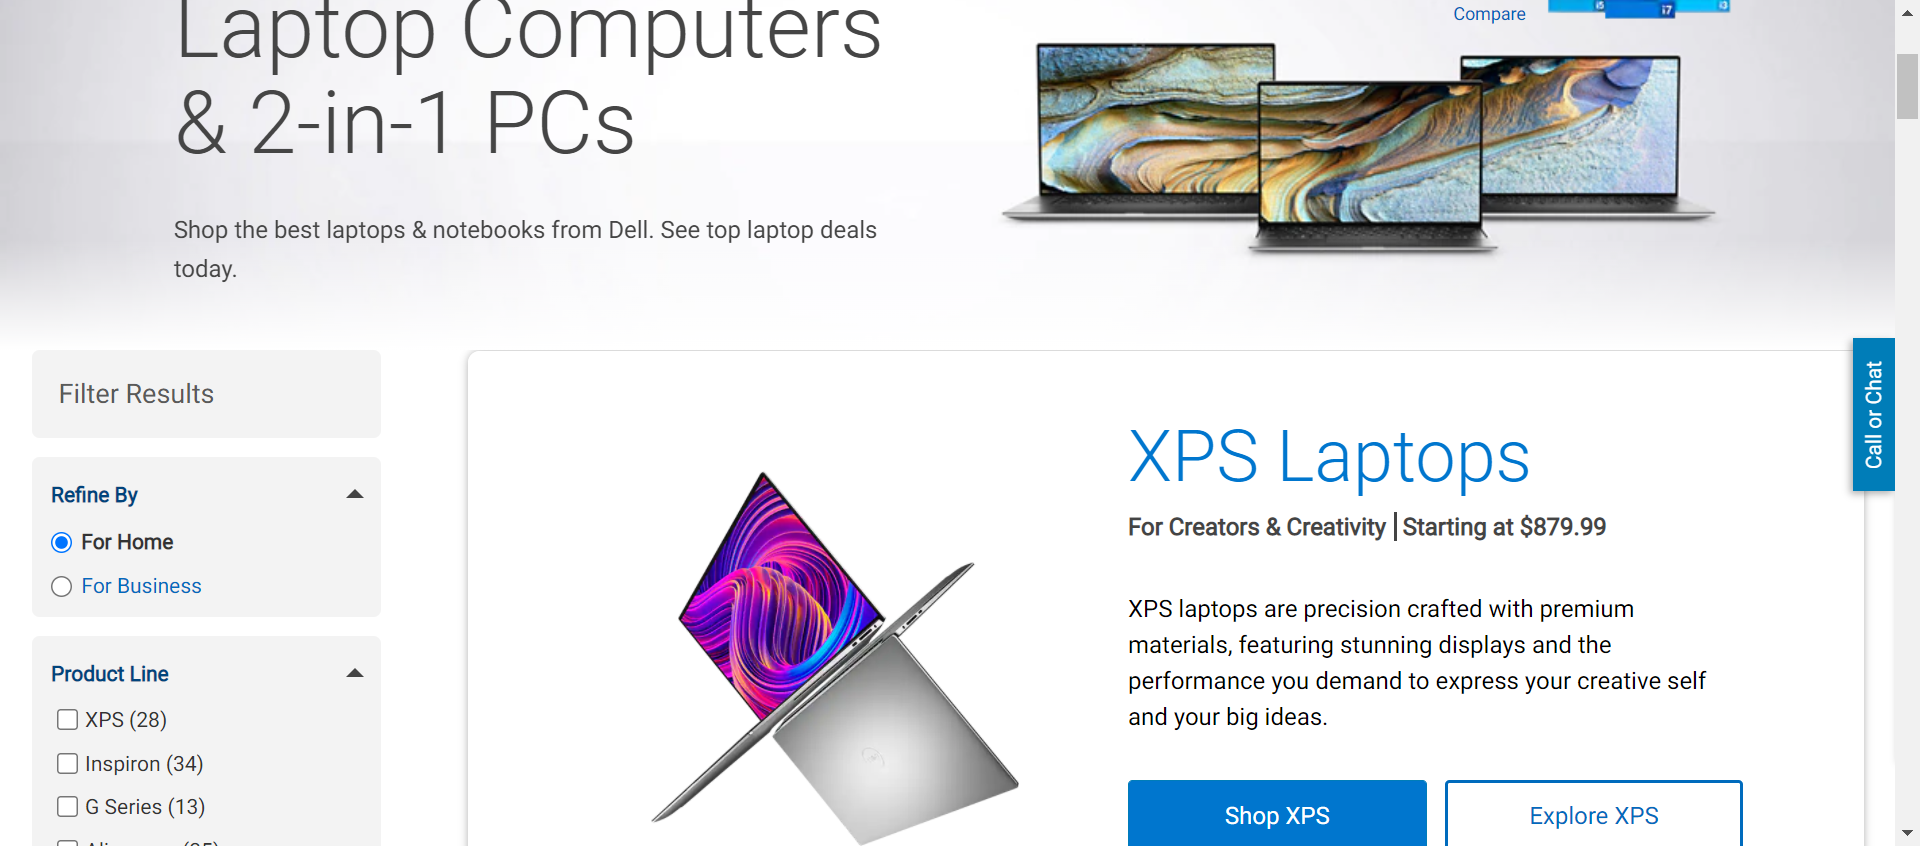 Laptop Computers
& 2-in-1 PCs
Shop the best laptops & notebooks from Dell. See top laptop deals
today.
Compare
i5
i7
i3
Call or Chat
Filter Results
Refine By
For Home
For Business
Product Line
XPS (28)
Inspiron (34)
G Series (13)
XPS Laptops
For Creators & Creativity | Starting at $879.99
XPS laptops are precision crafted with premium
materials, featuring stunning displays and the
performance you demand to express your creative self
and your big ideas.
Shop XPS
Explore XPS